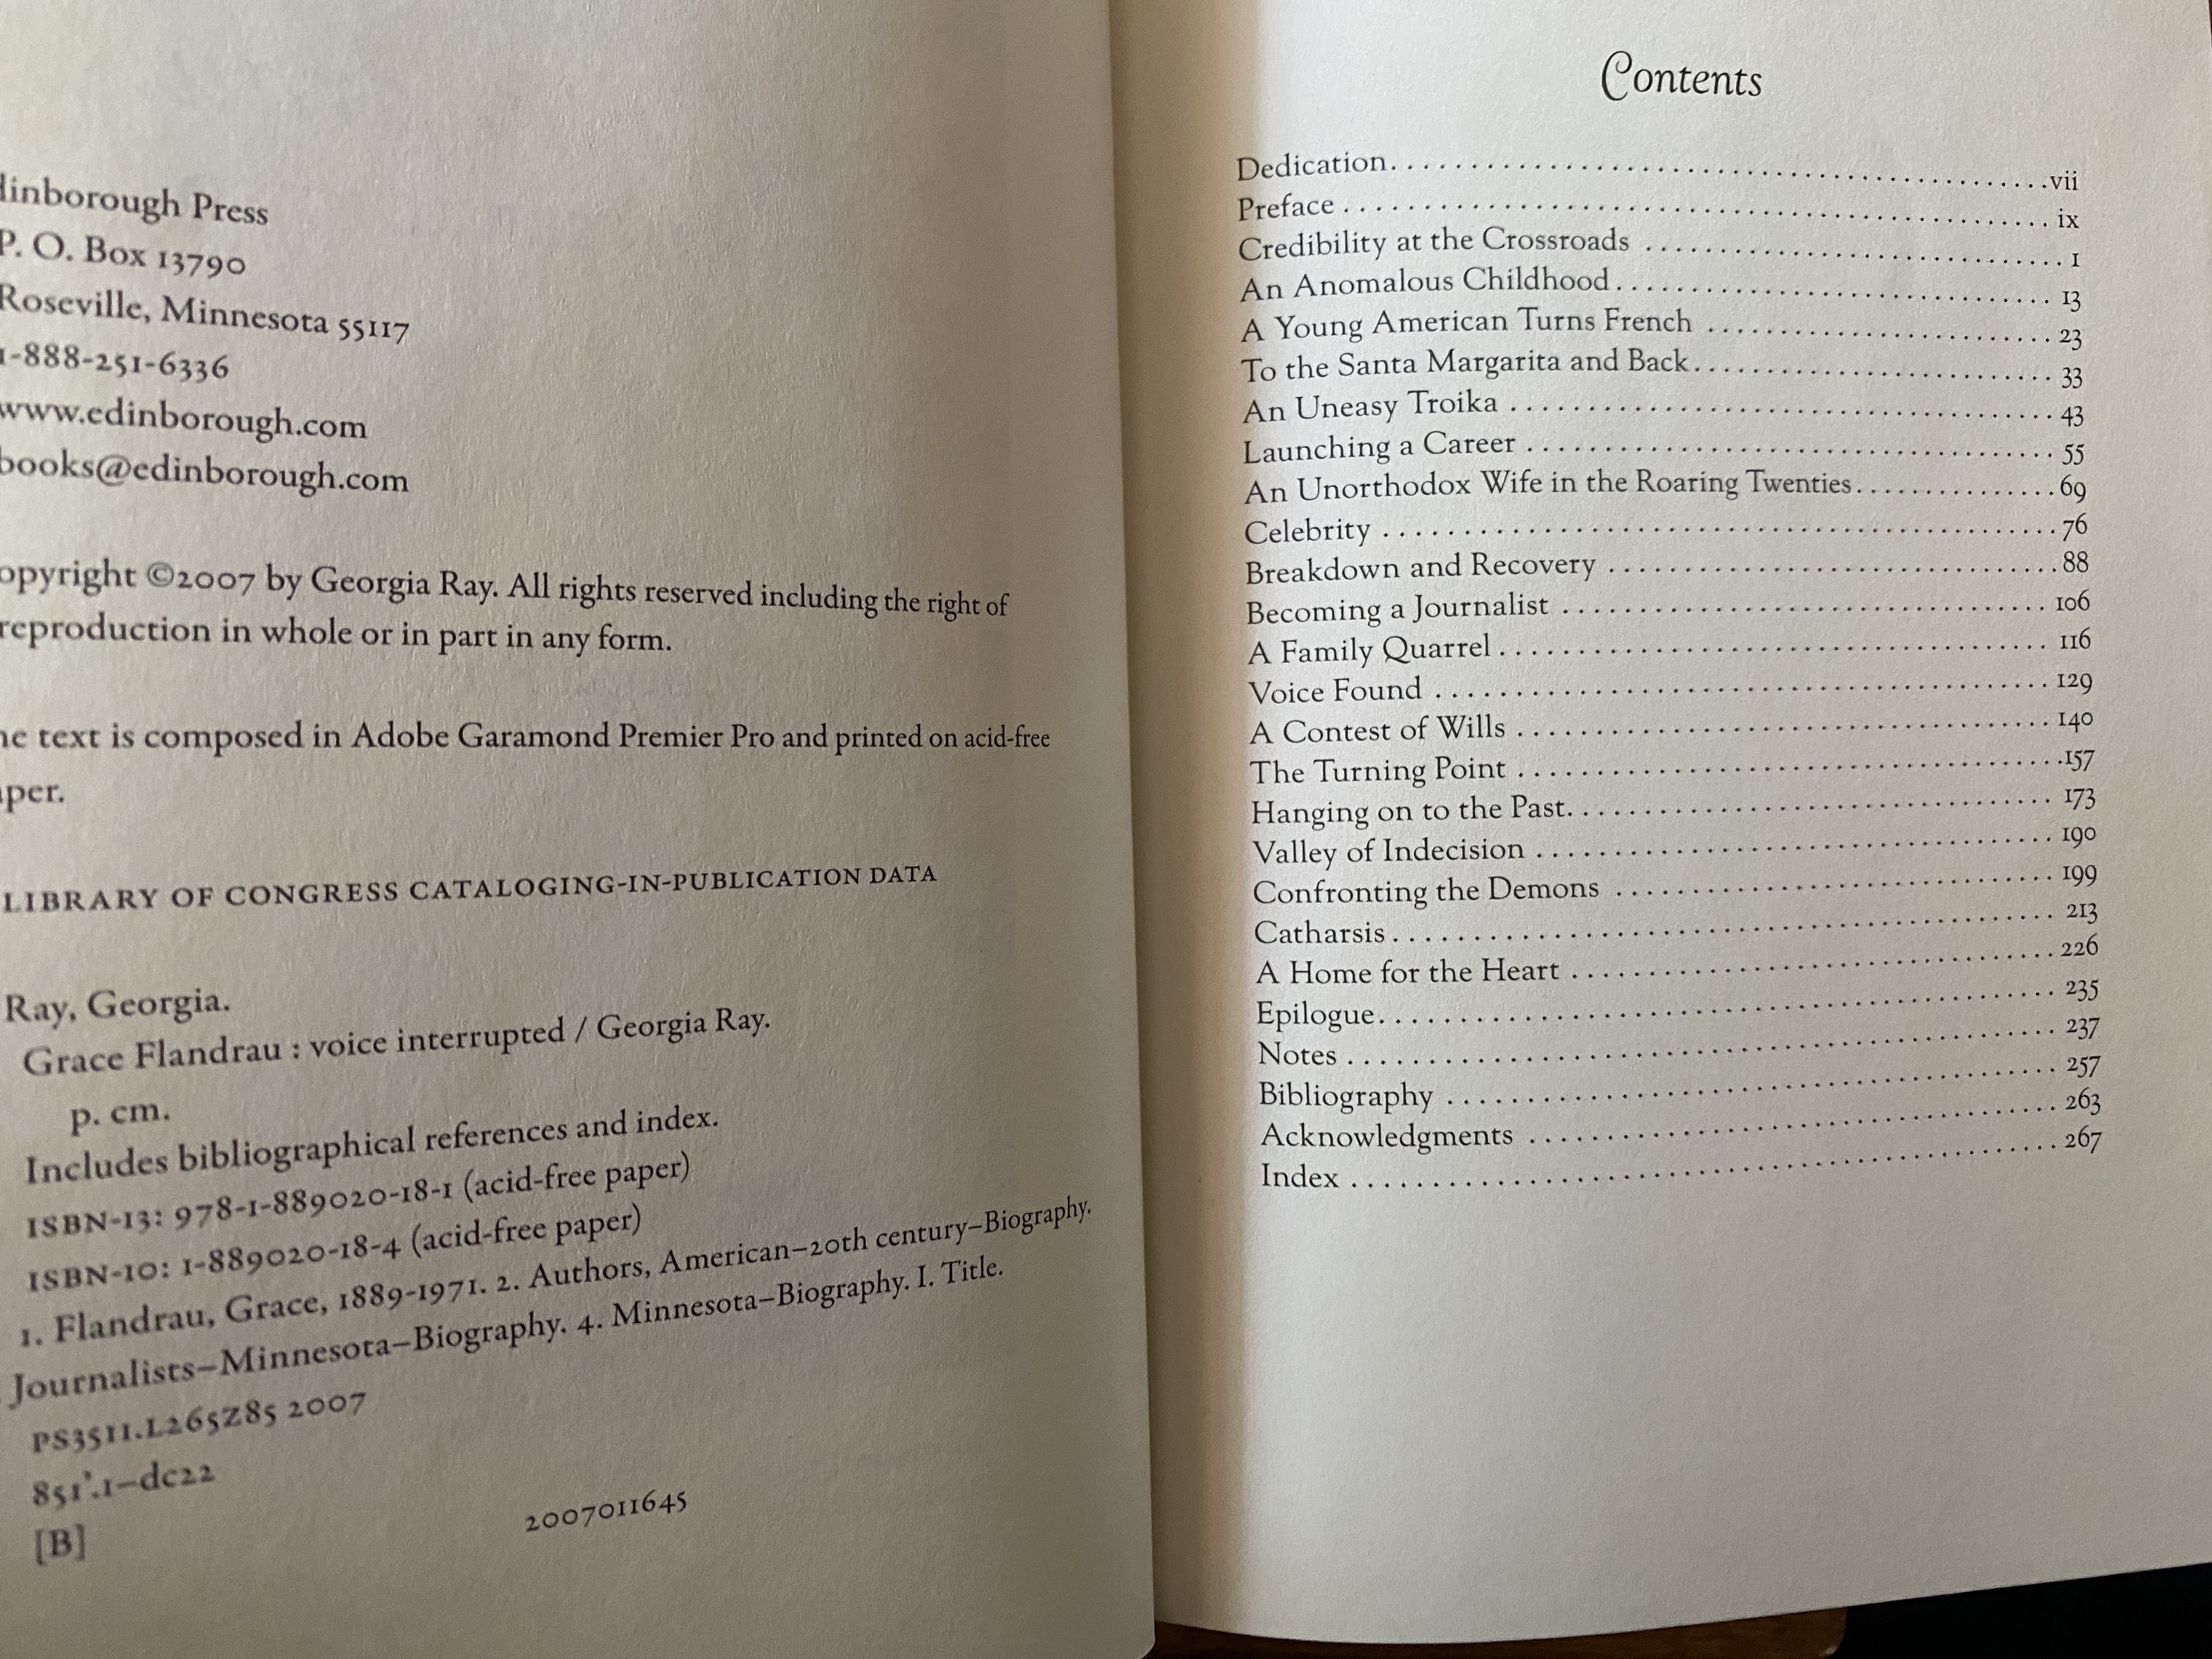 dinborough Press
P. O. Box 13790
Roseville, Minnesota 55117
1-888-251-6336
www.edinborough.com
books@edinborough.com
opyright ©2007 by Georgia Ray. All rights reserved including the right of
reproduction in whole or in part in any form.
he text is composed in Adobe Garamond Premier Pro and printed on acid-free
aper.
LIBRARY OF CONGRESS CATALOGING-IN-PUBLICATION DATA
Ray, Georgia.
Grace Flandrau : voice interrupted / Georgia Ray.
p. cm.
Includes bibliographical references and index.
ISBN-13: 978-1-889020-18-1 (acid-free paper)
ISBN-10: 1-889020-18-4 (acid-free paper)
1. Flandrau, Grace, 1889-1971. 2. Authors, American–20th century–Biography.
Journalists–Minnesota–Biography. 4. Minnesota–Biography. I. Title.
PS3511.L265Z85 2007
851'.1–dc22
[B]
2007011645
Contents
Dedication. . . . . vii
Preface . . . . . ix
Credibility at the Crossroads . . . . . 1
An Anomalous Childhood . . . . . 13
A Young American Turns French . . . . . 23
To the Santa Margarita and Back . . . . . 33
An Uneasy Troika . . . . . 43
Launching a Career . . . . . 55
An Unorthodox Wife in the Roaring Twenties . . . . . 69
Celebrity . . . . . 76
Breakdown and Recovery . . . . . 88
Becoming a Journalist . . . . . 106
A Family Quarrel . . . . . 116
Voice Found . . . . . 129
A Contest of Wills . . . . . 140
The Turning Point . . . . . 157
Hanging on to the Past . . . . . 173
Valley of Indecision . . . . . 190
Confronting the Demons . . . . . 199
Catharsis . . . . . 213
A Home for the Heart . . . . . 226
Epilogue . . . . . 235
Notes . . . . . 237
Bibliography . . . . . 257
Acknowledgments . . . . . 263
Index . . . . . 267